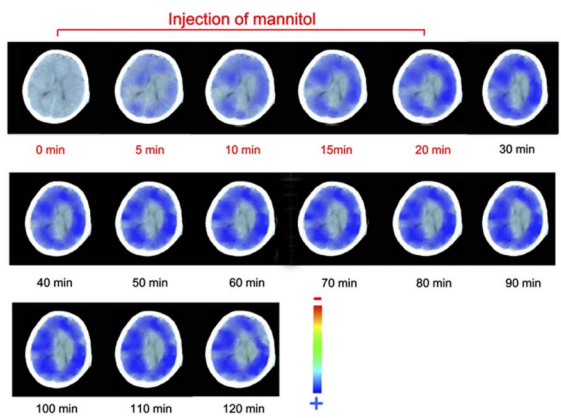 Injection of mannitol
0 min 5 min 10 min 15min 20 min 30 min
40 min 50 min 60 min 70 min 80 min 90 min
-
100 min 110 min 120 min
+